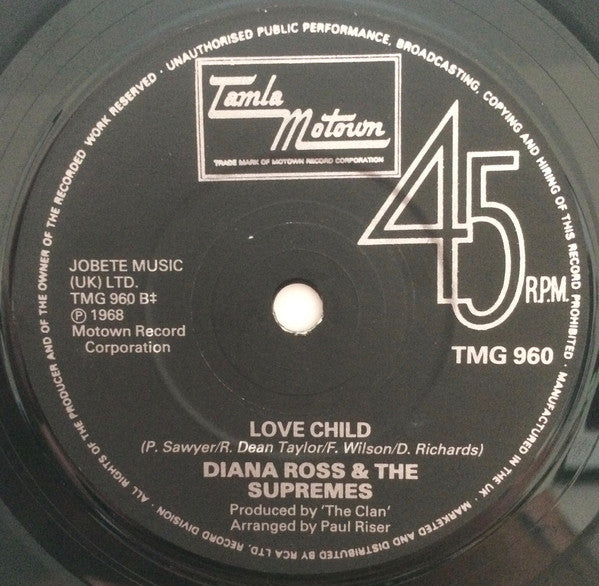 ALL RIGHTS OF THE PRODUCER AND OF THE OWNER OF THE RECORDED WORK RESERVED · UNAUTHORISED PUBLIC PERFORMANCE, BROADCASTING, COPYING AND HIRING OF THIS RECORD PROHIBITED · MANUFACTURED IN THE UK · MARKETED AND DISTRIBUTED BY RCA LTD. RECORD DIVISION ·
Tamla
Motown
TRADE MARK OF MOTOWN RECORD CORPORATION
45
R.P.M.
JOBETE MUSIC
(UK) LTD.
TMG 960 B‡
℗ 1968
Motown Record
Corporation
TMG 960
LOVE CHILD
(P. Sawyer/R. Dean Taylor/F. Wilson/D. Richards)
DIANA ROSS & THE
SUPREMES
Produced by 'The Clan'
Arranged by Paul Riser